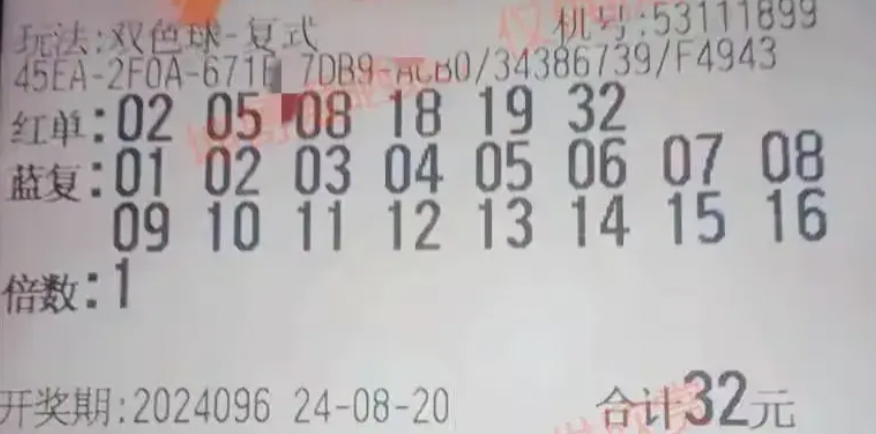 玩法:双色球-复式 机号:53111899
45EA-2F0A-671 7DB9-ACB0/34386739/F4943
红单:02 05 08 18 19 32
蓝复:01 02 03 04 05 06 07 08
09 10 11 12 13 14 15 16
倍数:1
开奖期:2024096 24-08-20 合计32元